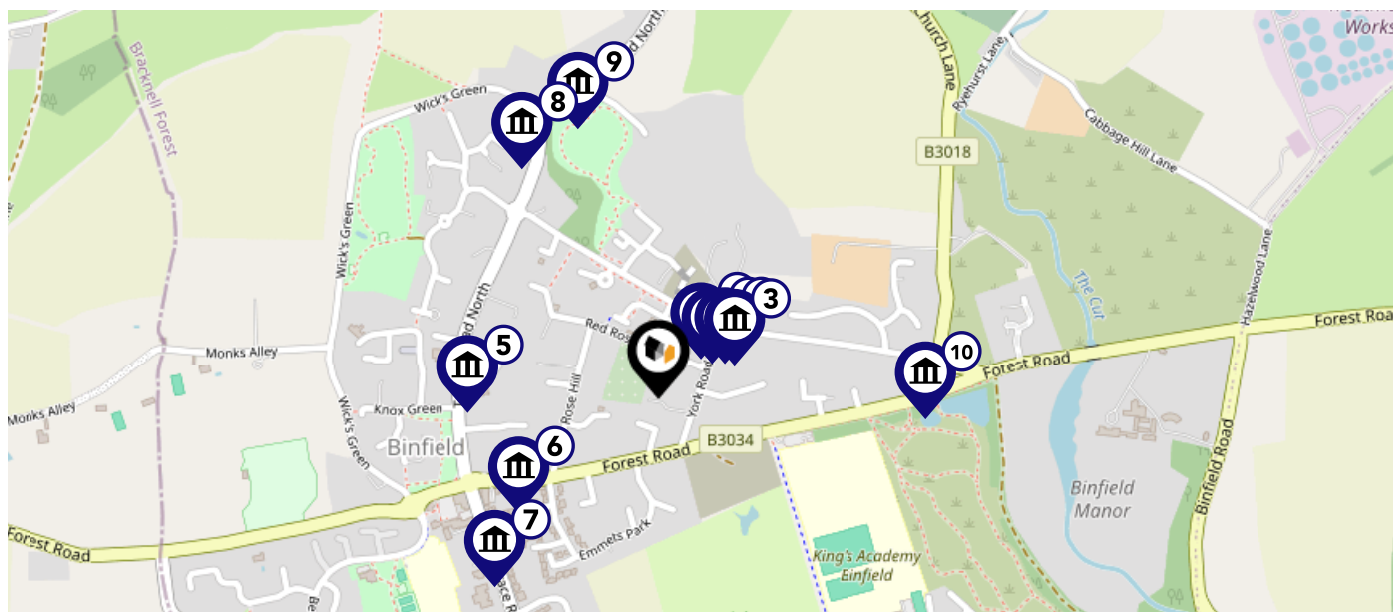 Works
Church Lane
Ryehurst Lane
Bracknell Forest
9
Wick's Green
8
Cabbage Hill Lane
B3018
Wick's Green
The Cut
Hazelwood Lane
3
Forest Road
Monks Alley
5
10
Forest Road
Rose Hill
York Road
Monks Alley
Knox Green
Wick's Green
Binfield
6
B3034
Forest Road
Binfield Road
Binfield
Manor
7
Forest Road
Emmets Park
King's Academy
Binfield